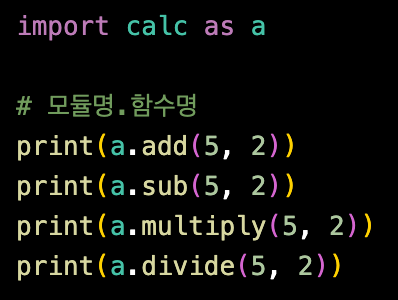 import calc as a
# 모듈명.함수명
print(a.add(5, 2))
print(a.sub(5, 2))
print(a.multiply(5, 2))
print(a.divide(5, 2))